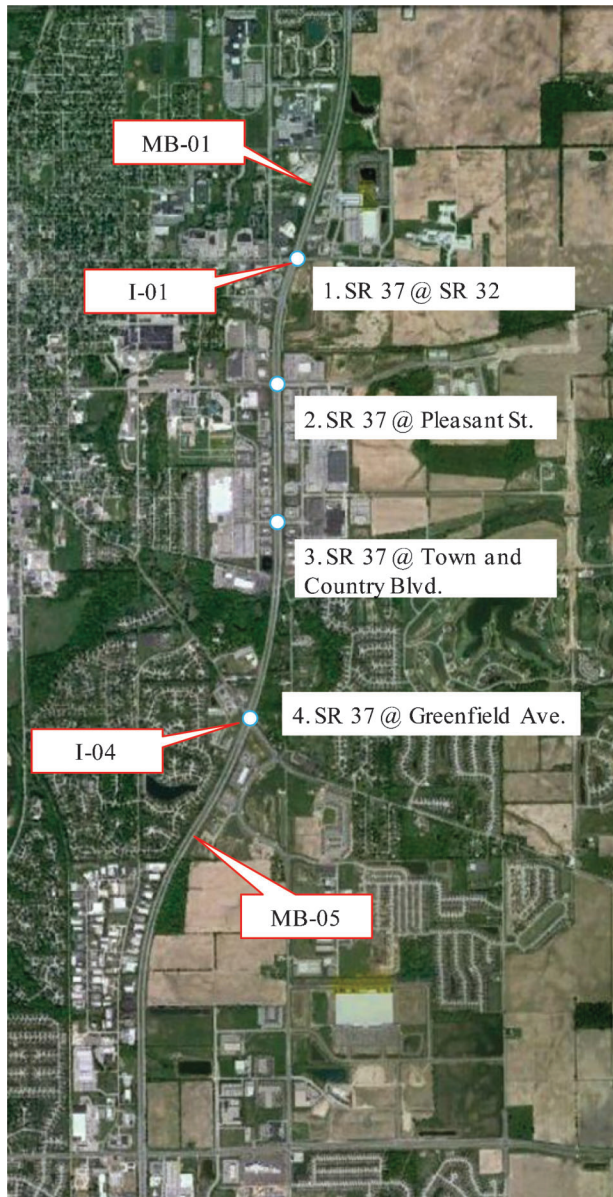 MB-01
I-01
1. SR 37 @ SR 32
2. SR 37 @ Pleasant St.
3. SR 37 @ Town and
Country Blvd.
4. SR 37 @ Greenfield Ave.
I-04
MB-05